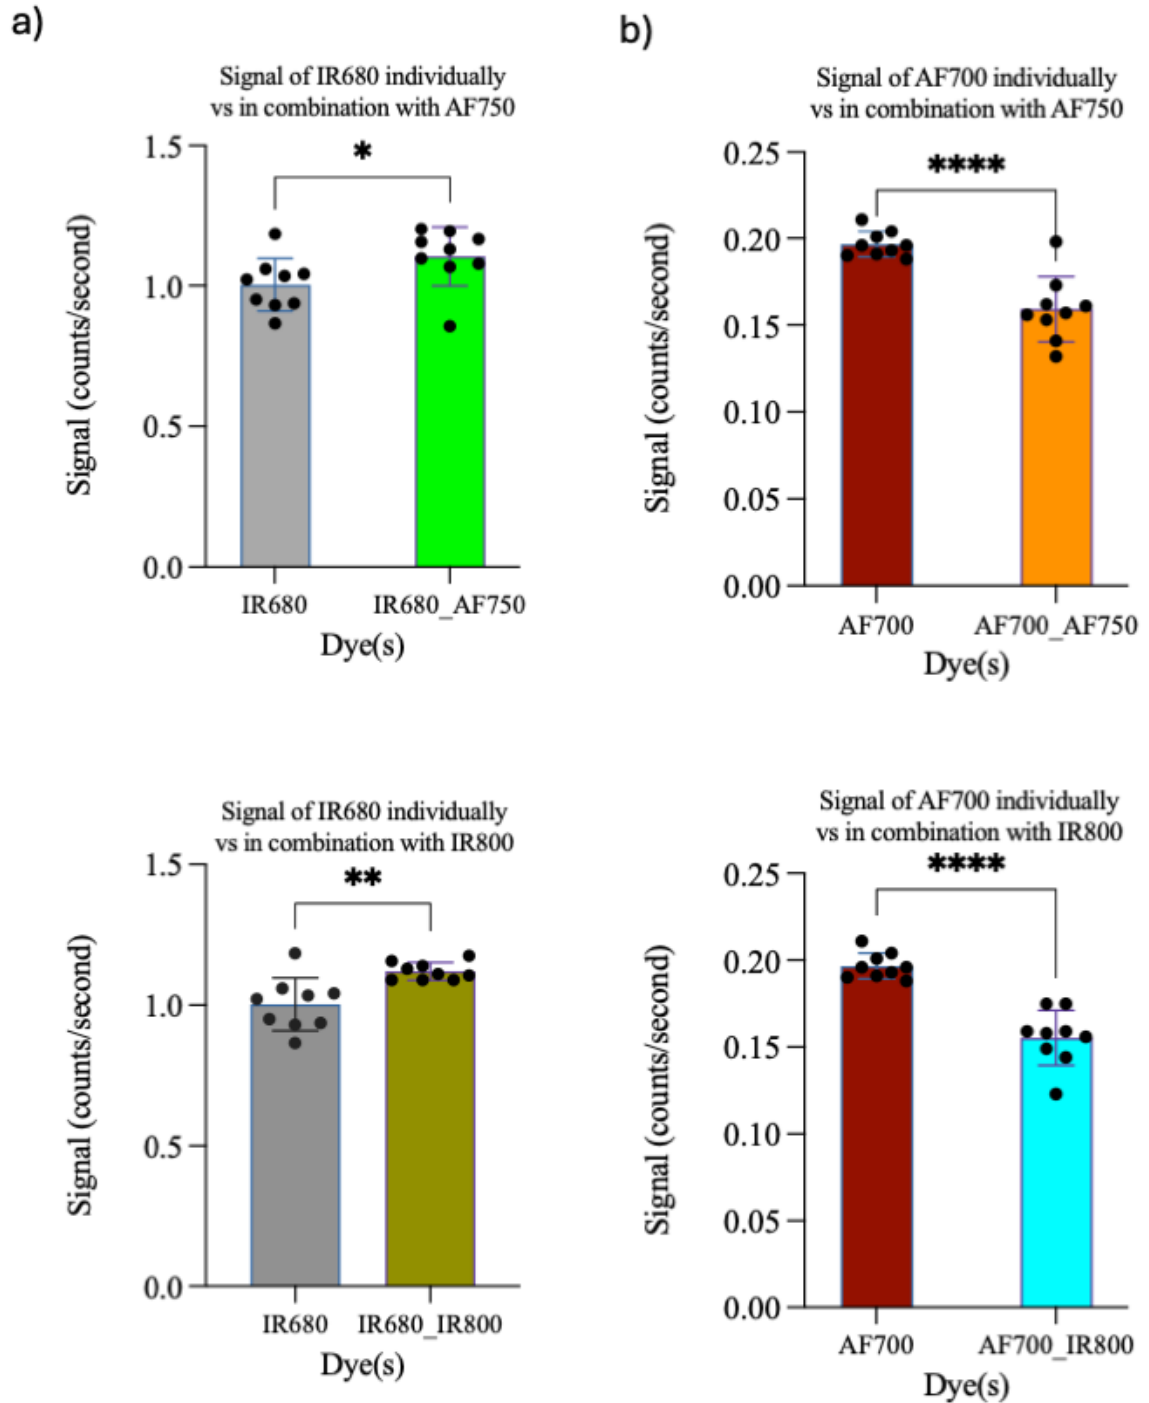 a)
Signal of IR680 individually
vs in combination with AF750
*
1.5
1.0
0.5
0.0
Signal (counts/second)
IR680
IR680_AF750
Dye(s)
b)
Signal of AF700 individually
vs in combination with AF750
****
0.25
0.20
0.15
0.10
0.05
0.00
Signal (counts/second)
AF700
AF700_AF750
Dye(s)
Signal of IR680 individually
vs in combination with IR800
**
1.5
1.0
0.5
0.0
Signal (counts/second)
IR680
IR680_IR800
Dye(s)
Signal of AF700 individually
vs in combination with IR800
****
0.25
0.20
0.15
0.10
0.05
0.00
Signal (counts/second)
AF700
AF700_IR800
Dye(s)